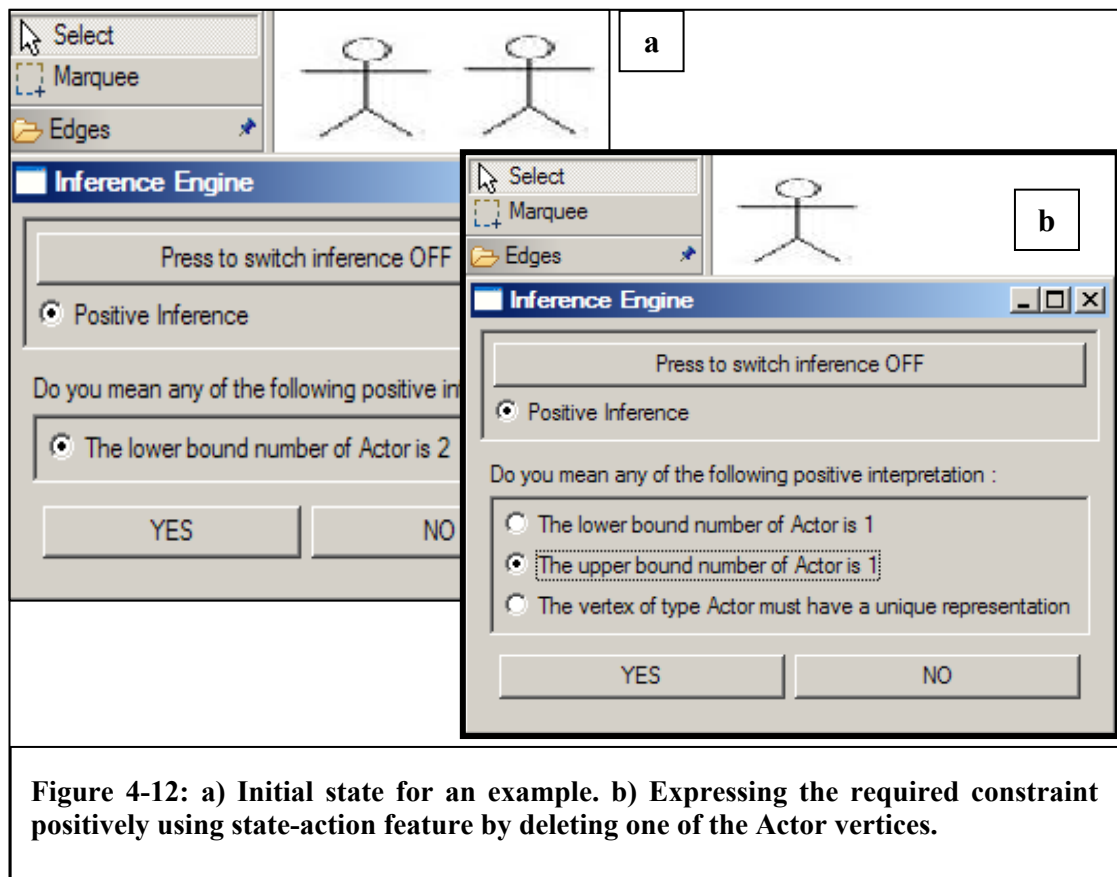 Select
Marquee
Edges
a
Inference Engine
Press to switch inference OFF
Positive Inference
Do you mean any of the following positive in
The lower bound number of Actor is 2
YES
NO
Select
Marquee
Edges
b
Inference Engine
Press to switch inference OFF
Positive Inference
Do you mean any of the following positive interpretation :
The lower bound number of Actor is 1
The upper bound number of Actor is 1
The vertex of type Actor must have a unique representation
YES
NO
Figure 4-12: a) Initial state for an example. b) Expressing the required constraint
positively using state-action feature by deleting one of the Actor vertices.